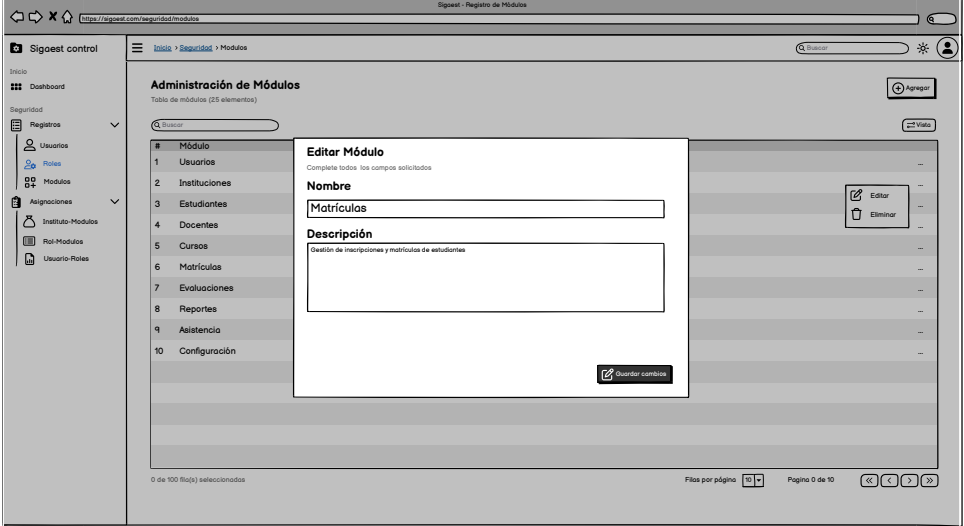 Sigaest - Registro de Módulos
https://sigaest.com/seguridad/modulos
Sigaest control
Inicio > Seguridad > Modulos
Buscar
Inicio
Dashboard
Seguridad
Registros
Usuarios
Roles
Modulos
Asignaciones
Instituto-Modulos
Rol-Modulos
Usuario-Roles
Administración de Módulos
Tabla de módulos (25 elementos)
Agregar
Buscar
Vista
# Módulo
1 Usuarios ...
2 Instituciones ...
3 Estudiantes ...
4 Docentes ...
5 Cursos ...
6 Matrículas ...
7 Evaluaciones ...
8 Reportes ...
9 Asistencia ...
10 Configuración ...
Editar
Eliminar
Editar Módulo
Complete todos los campos solicitados
Nombre
Matrículas
Descripción
Gestión de inscripciones y matrículas de estudiantes
Guardar cambios
0 de 100 fila(s) seleccionadas
Filas por página 10
Pagina 0 de 10